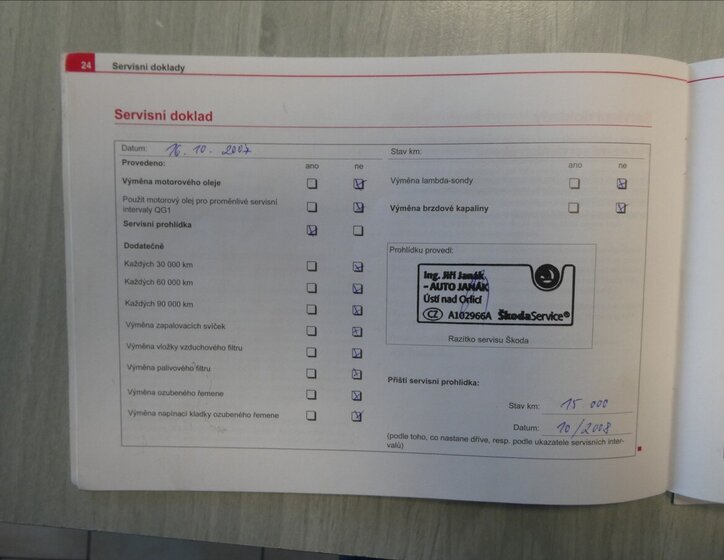 24 Servisní doklady
Servisní doklad
Datum: 16. 10. 2007
Stav km:
Provedeno: ano ne
ano ne
Výměna motorového oleje
Výměna lambda-sondy
Použit motorový olej pro proměnlivé servisní
intervaly QG1
Výměna brzdové kapaliny
Servisní prohlídka
Dodatečně
Každých 30 000 km
Každých 60 000 km
Každých 90 000 km
Výměna zapalovacích svíček
Výměna vložky vzduchového filtru
Výměna palivového filtru
Výměna ozubeného řemene
Výměna napínací kladky ozubeného řemene
Prohlídku provedl:
Ing. Jiří Janák
- AUTO JANÁK
Ústí nad Orlicí
CZ A102966A ŠkodaService®
Razítko servisu Škoda
Příští servisní prohlídka:
Stav km: 15 000
Datum: 10/2008
(podle toho, co nastane dříve, resp. podle ukazatele servisních inter-
valů)